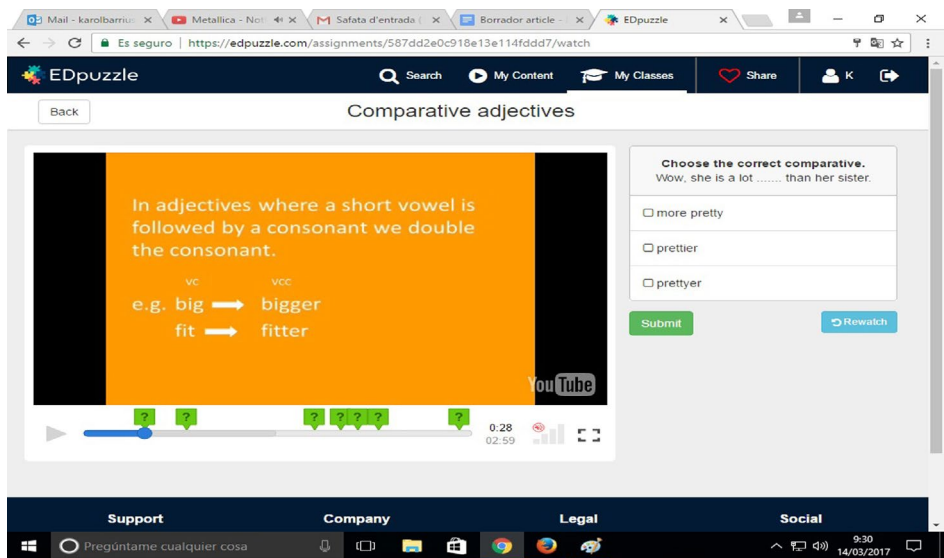 Mail - karolbarrius
Metallica - Not
Safata d'entrada (
Borrador article -
EDpuzzle
Es seguro | https://edpuzzle.com/assignments/587dd2e0c918e13e114fddd7/watch
EDpuzzle Search My Content My Classes Share K
Back Comparative adjectives
In adjectives where a short vowel is
followed by a consonant we double
the consonant.
vc vcc
e.g. big bigger
fit fitter
YouTube
? ? ? ? ? ? ?
0:28
02:59
Choose the correct comparative.
Wow, she is a lot ....... than her sister.
more pretty
prettier
prettyer
Submit Rewatch
Support Company Legal Social
Pregúntame cualquier cosa
9:30
14/03/2017